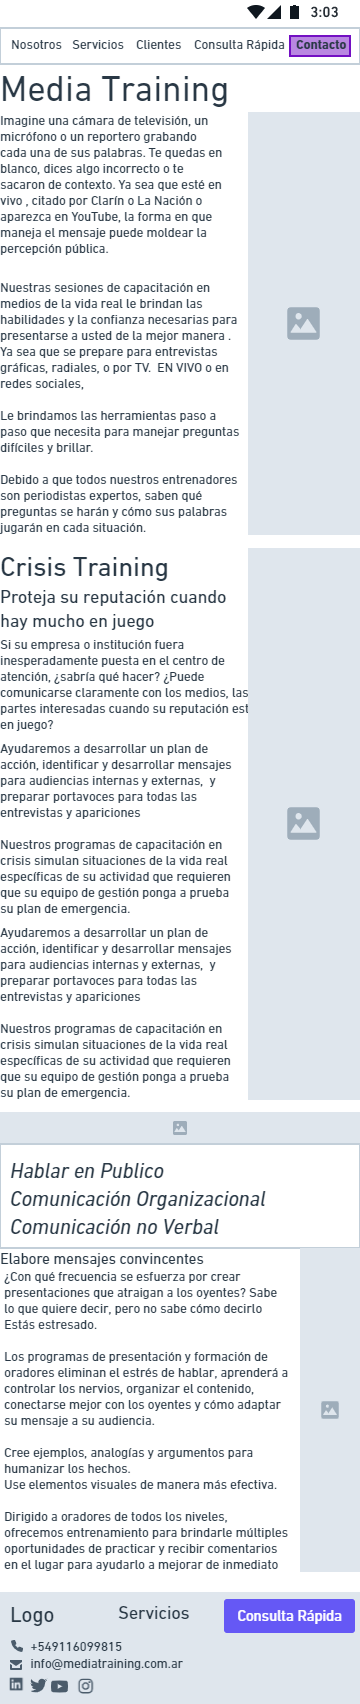 3:03
Nosotros Servicios Clientes Consulta Rápida Contacto
Media Training
Imagine una cámara de televisión, un
micrófono o un reportero grabando
cada una de sus palabras. Te quedas en
blanco, dices algo incorrecto o te
sacaron de contexto. Ya sea que esté en
vivo , citado por Clarín o La Nación o
aparezca en YouTube, la forma en que
maneja el mensaje puede moldear la
percepción pública.
Nuestras sesiones de capacitación en
medios de la vida real le brindan las
habilidades y la confianza necesarias para
presentarse a usted de la mejor manera .
Ya sea que se prepare para entrevistas
gráficas, radiales, o por TV.  EN VIVO o en
redes sociales,
Le brindamos las herramientas paso a
paso que necesita para manejar preguntas
difíciles y brillar.
Debido a que todos nuestros entrenadores
son periodistas expertos, saben qué
preguntas se harán y cómo sus palabras
jugarán en cada situación.
Crisis Training
Proteja su reputación cuando
hay mucho en juego
Si su empresa o institución fuera
inesperadamente puesta en el centro de
atención, ¿sabría qué hacer? ¿Puede
comunicarse claramente con los medios, las
partes interesadas cuando su reputación est
en juego?
Ayudaremos a desarrollar un plan de
acción, identificar y desarrollar mensajes
para audiencias internas y externas,  y
preparar portavoces para todas las
entrevistas y apariciones
Nuestros programas de capacitación en
crisis simulan situaciones de la vida real
específicas de su actividad que requieren
que su equipo de gestión ponga a prueba
su plan de emergencia.
Ayudaremos a desarrollar un plan de
acción, identificar y desarrollar mensajes
para audiencias internas y externas,  y
preparar portavoces para todas las
entrevistas y apariciones
Nuestros programas de capacitación en
crisis simulan situaciones de la vida real
específicas de su actividad que requieren
que su equipo de gestión ponga a prueba
su plan de emergencia.
Hablar en Publico
Comunicación Organizacional
Comunicación no Verbal
Elabore mensajes convincentes
¿Con qué frecuencia se esfuerza por crear
presentaciones que atraigan a los oyentes? Sabe
lo que quiere decir, pero no sabe cómo decirlo
Estás estresado.
Los programas de presentación y formación de
oradores eliminan el estrés de hablar, aprenderá a
controlar los nervios, organizar el contenido,
conectarse mejor con los oyentes y cómo adaptar
su mensaje a su audiencia.
Cree ejemplos, analogías y argumentos para
humanizar los hechos.
Use elementos visuales de manera más efectiva.
Dirigido a oradores de todos los niveles,
ofrecemos entrenamiento para brindarle múltiples
oportunidades de practicar y recibir comentarios
en el lugar para ayudarlo a mejorar de inmediato
Logo Servicios Consulta Rápida
+549116099815
info@mediatraining.com.ar